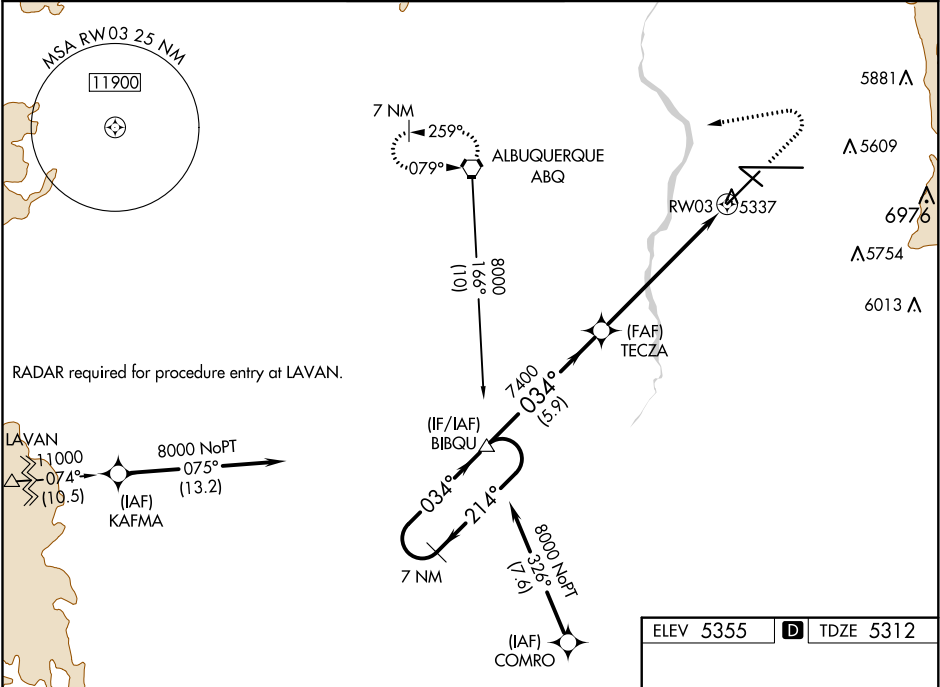 MSA RW03 25 NM
11900
5881
7 NM
259°
079°
ALBUQUERQUE
ABQ
5609
RW03
5337
6976
8000
166°
(10)
5754
6013
(FAF)
TECZA
RADAR required for procedure entry at LAVAN.
7400
034°
(5.9)
(IF/IAF)
BIBQU
LAVAN
11000
074°
(10.5)
8000 NoPT
075°
(13.2)
(IAF)
KAFMA
034°
214°
7 NM
8000 NoPT
326°
(7.6)
(IAF)
COMRO
ELEV 5355 D TDZE 5312